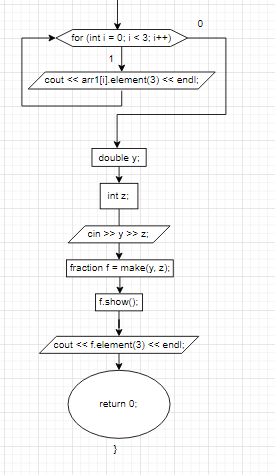 0
for (int i = 0; i < 3; i++)
1
cout << arr1[i].element(3) << endl;
double y;
int z;
cin >> y >> z;
fraction f = make(y, z);
f.show();
cout << f.element(3) << endl;
return 0;
}